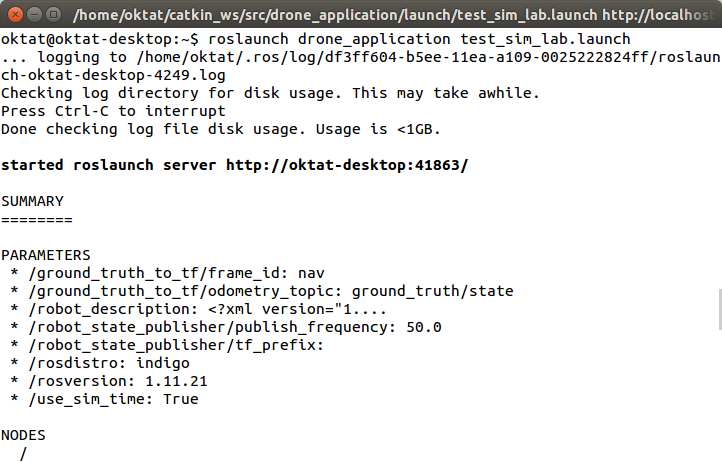 /home/oktat/catkin_ws/src/drone_application/launch/test_sim_lab.launch http://localhost
oktat@oktat-desktop:~$ roslaunch drone_application test_sim_lab.launch
... logging to /home/oktat/.ros/log/df3ff604-b5ee-11ea-a109-0025222824ff/roslaun
ch-oktat-desktop-4249.log
Checking log directory for disk usage. This may take awhile.
Press Ctrl-C to interrupt
Done checking log file disk usage. Usage is <1GB.
started roslaunch server http://oktat-desktop:41863/
SUMMARY
========
PARAMETERS
 * /ground_truth_to_tf/frame_id: nav
 * /ground_truth_to_tf/odometry_topic: ground_truth/state
 * /robot_description: <?xml version="1....
 * /robot_state_publisher/publish_frequency: 50.0
 * /robot_state_publisher/tf_prefix:
 * /rosdistro: indigo
 * /rosversion: 1.11.21
 * /use_sim_time: True
NODES
  /